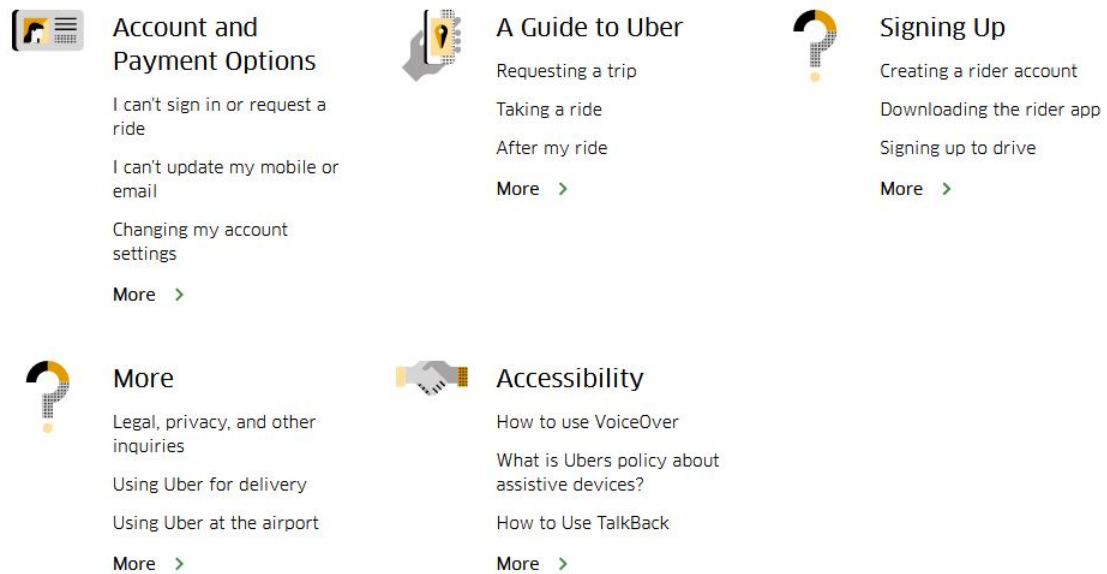 Account and
Payment Options
I can't sign in or request a
ride
I can't update my mobile or
email
Changing my account
settings
More
A Guide to Uber
Requesting a trip
Taking a ride
After my ride
More
Signing Up
Creating a rider account
Downloading the rider app
Signing up to drive
More
More
Legal, privacy, and other
inquiries
Using Uber for delivery
Using Uber at the airport
More
Accessibility
How to use VoiceOver
What is Ubers policy about
assistive devices?
How to Use TalkBack
More